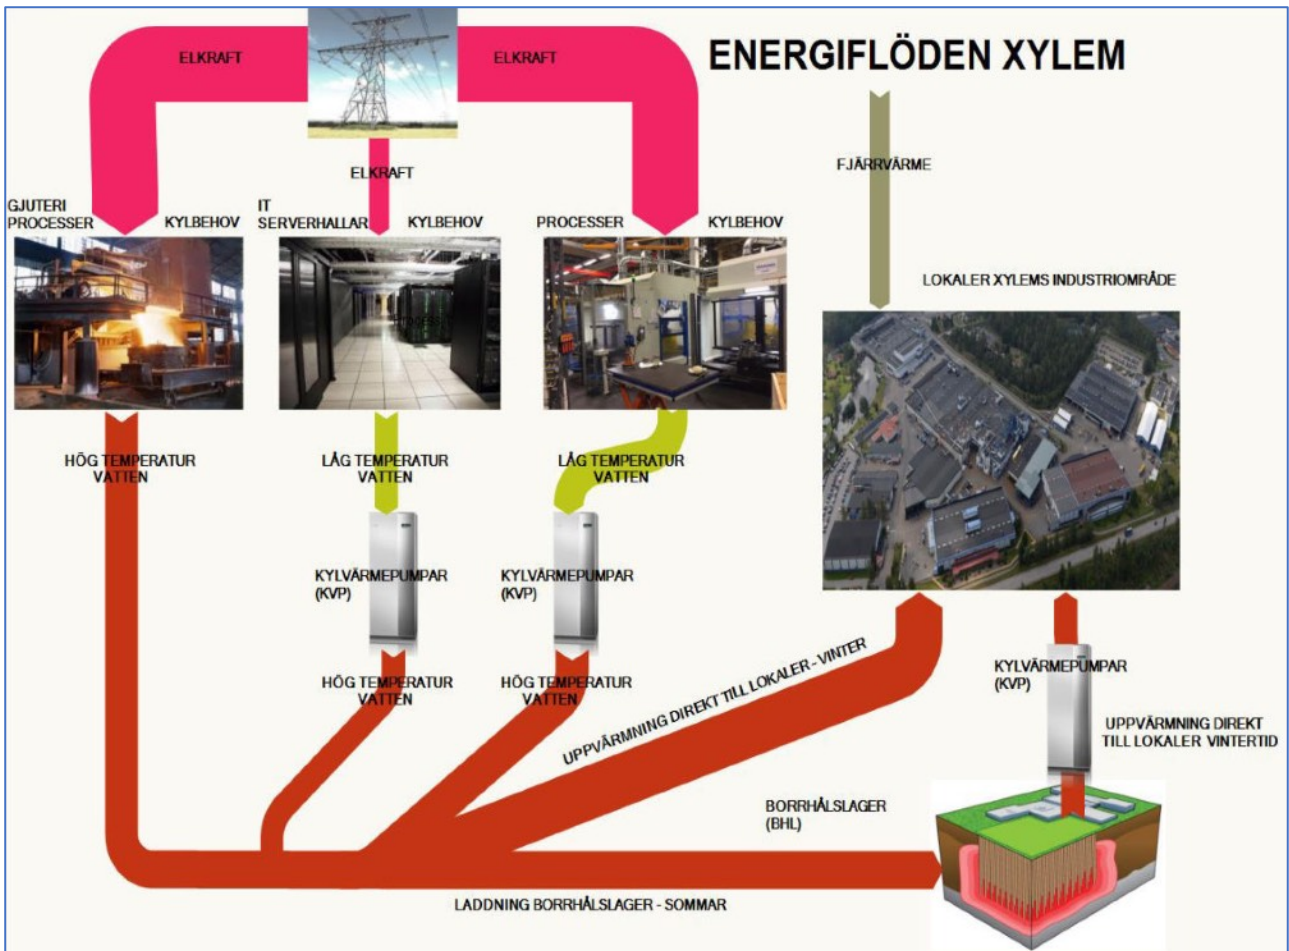 ENERGIFLÖDEN XYLEM
ELKRAFT
ELKRAFT
ELKRAFT
FJÄRRVÄRME
GJUTERI
PROCESSER
KYLBEHOV
IT
SERVERHALLAR
KYLBEHOV
PROCESSER
KYLBEHOV
LOKALER XYLEMS INDUSTRIOMRÅDE
Processer
HÖG TEMPERATUR
VATTEN
LÅG TEMPERATUR
VATTEN
LÅG TEMPERATUR
VATTEN
KYLVÄRMEPUMPAR
(KVP)
KYLVÄRMEPUMPAR
(KVP)
HÖG TEMPERATUR
VATTEN
HÖG TEMPERATUR
VATTEN
UPPVÄRMNING DIREKT TILL LOKALER - VINTER
KYLVÄRMEPUMPAR
(KVP)
UPPVÄRMNING DIREKT
TILL LOKALER VINTERTID
BORRHÅLSLAGER
(BHL)
LADDNING BORRHÅLSLAGER - SOMMAR